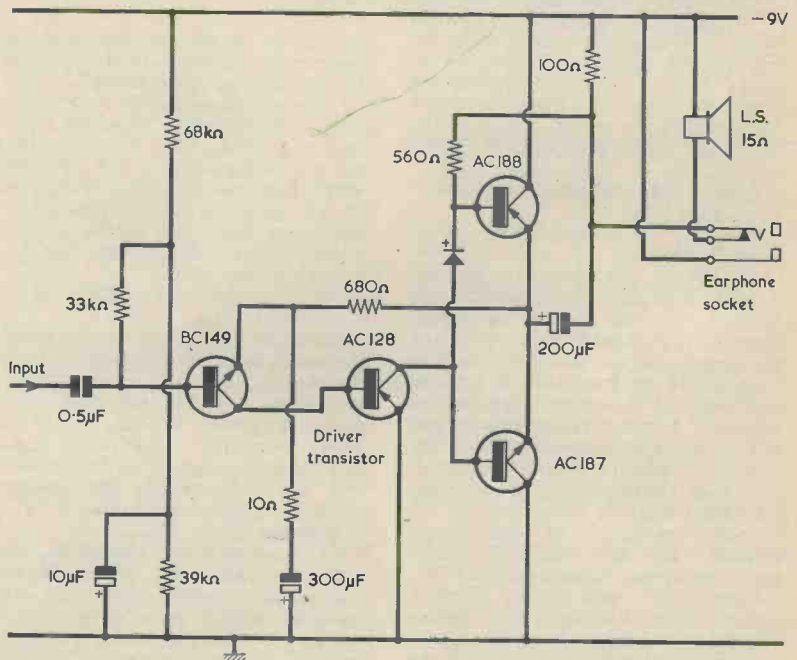 −9V
100Ω
L.S.
15Ω
68kΩ
560Ω
AC188
+
V
Earphone
socket
33kΩ
680Ω
+
200μF
BC149
AC128
Input
0·5μF
Driver
transistor
AC187
10Ω
10μF
+
39kΩ
300μF
+